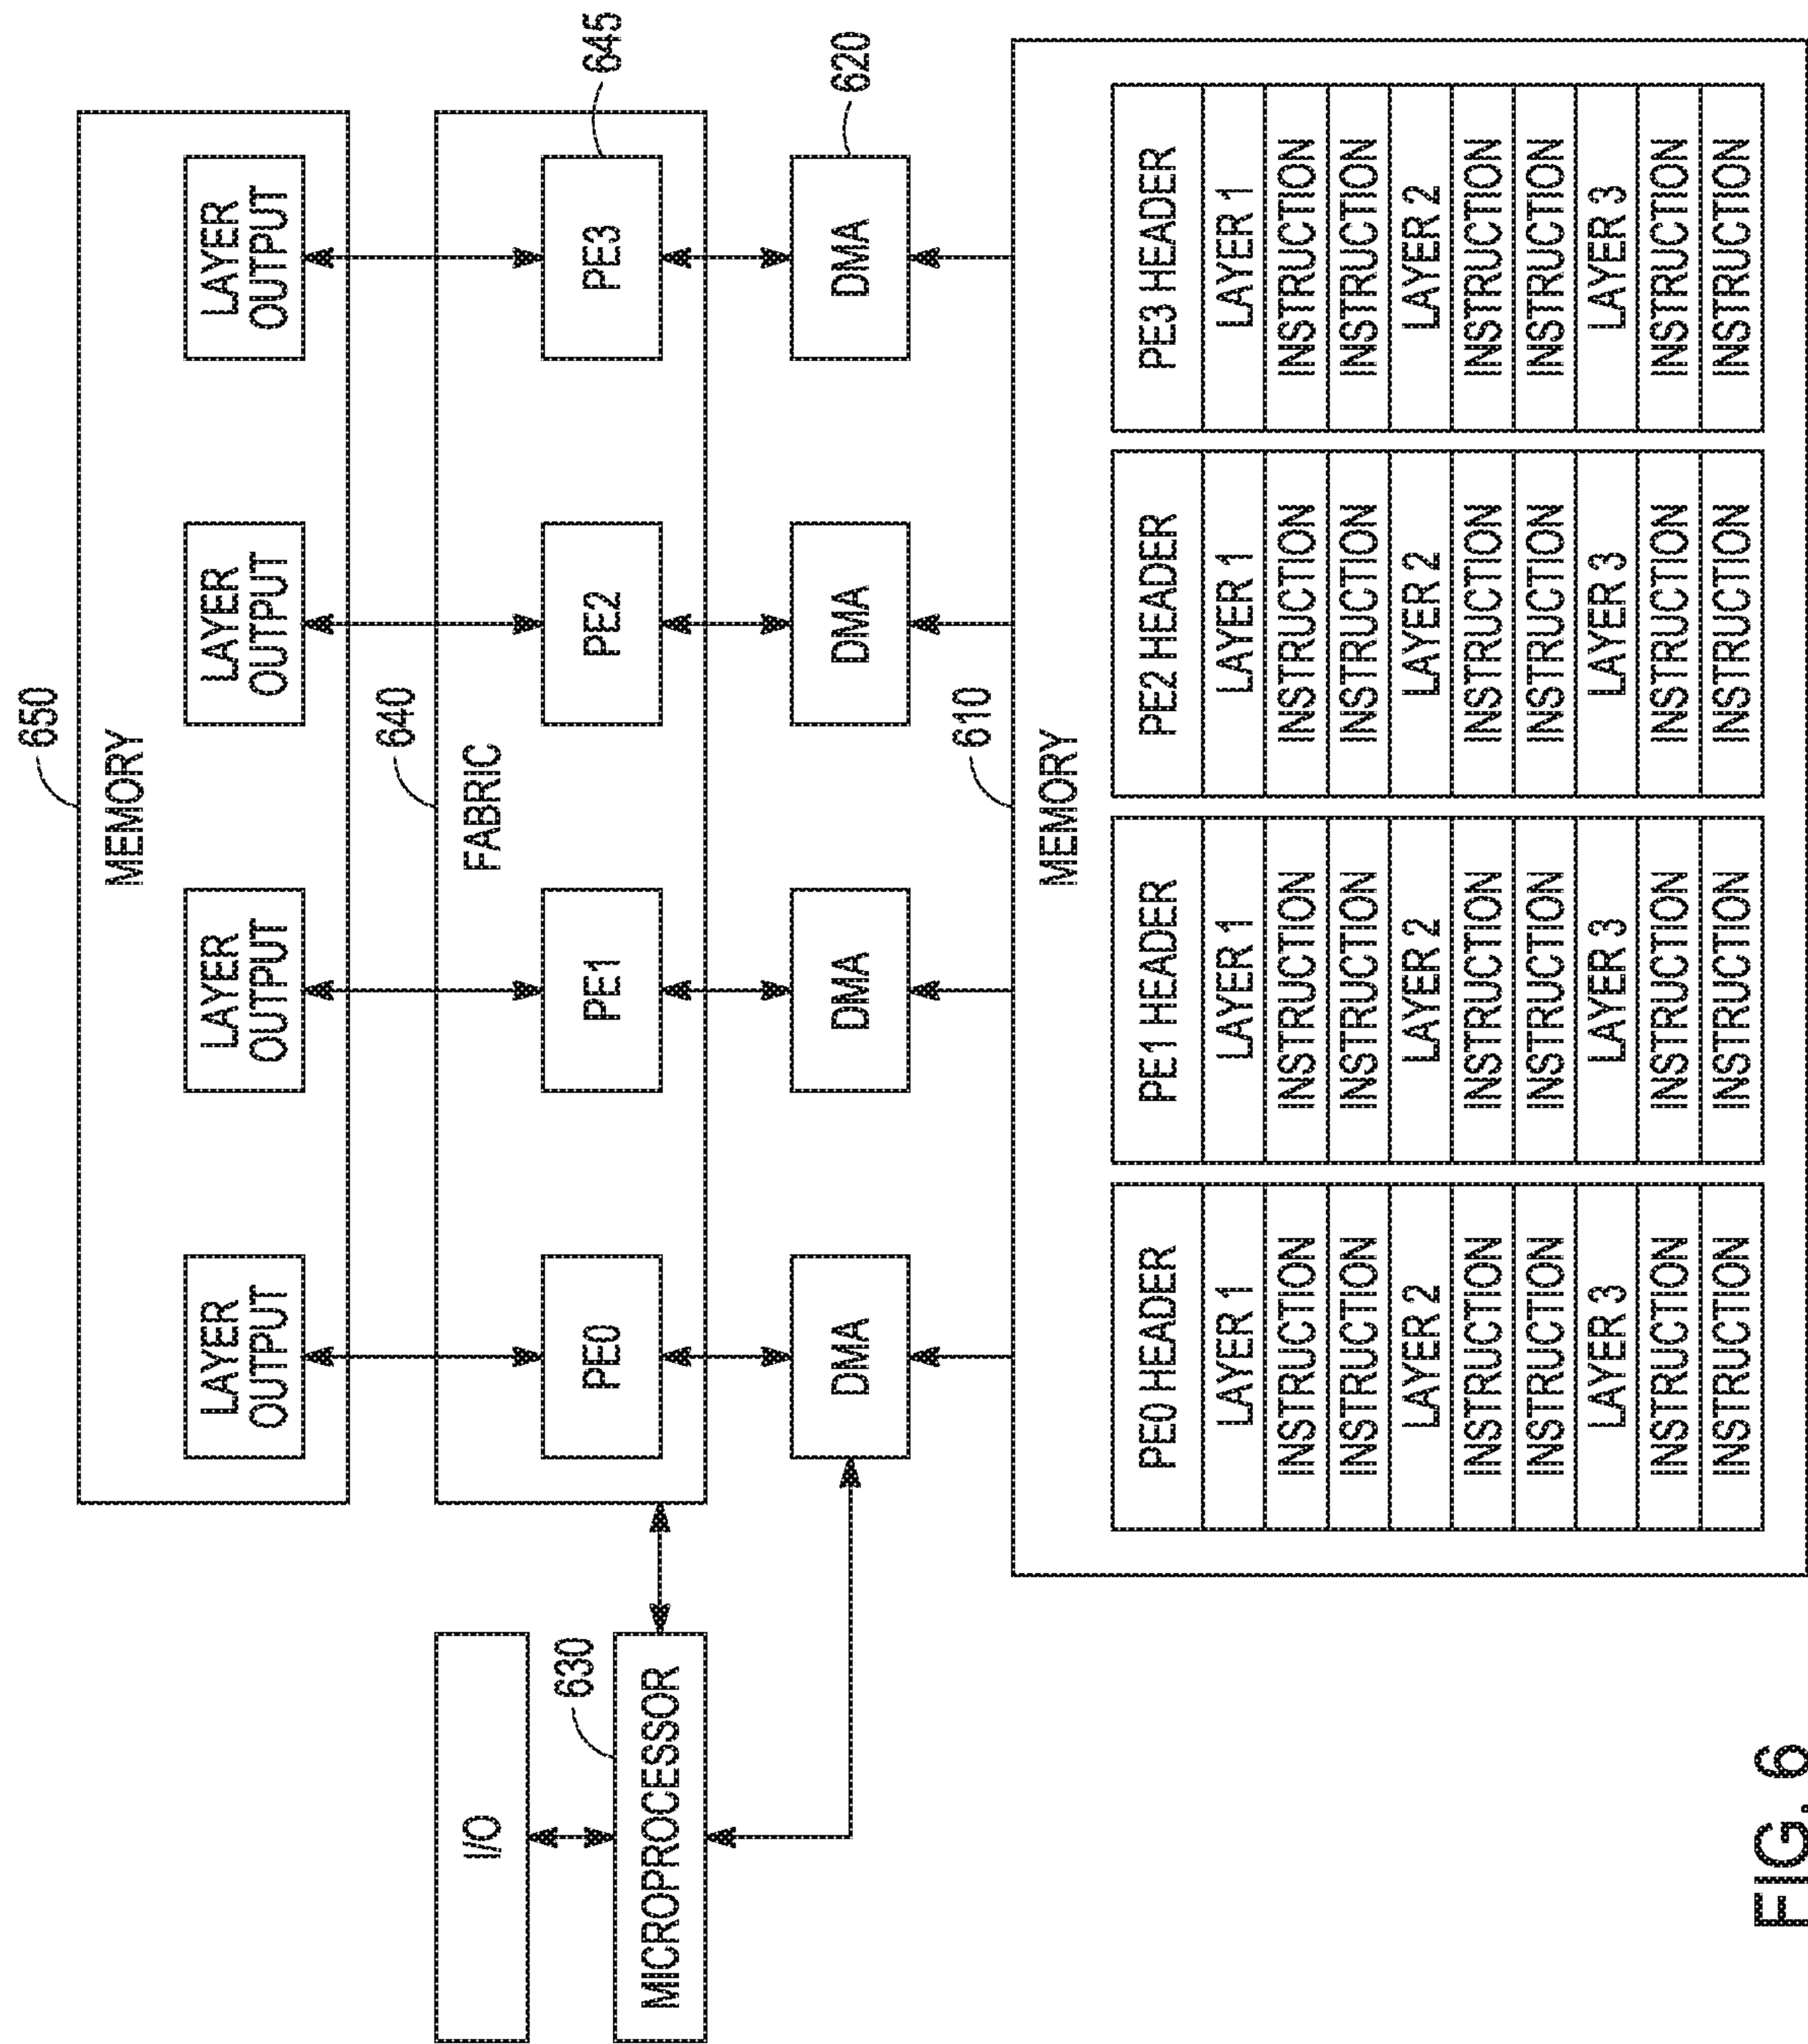 650
MEMORY
LAYER OUTPUT
LAYER OUTPUT
LAYER OUTPUT
LAYER OUTPUT
640
I/O
FABRIC
630
PE0
PE1
PE2
PE3
645
MICROPROCESSOR
DMA
DMA
DMA
DMA
620
610
MEMORY
PE0 HEADER
LAYER 1
INSTRUCTION
INSTRUCTION
LAYER 2
INSTRUCTION
INSTRUCTION
LAYER 3
INSTRUCTION
INSTRUCTION
PE1 HEADER
LAYER 1
INSTRUCTION
INSTRUCTION
LAYER 2
INSTRUCTION
INSTRUCTION
LAYER 3
INSTRUCTION
INSTRUCTION
PE2 HEADER
LAYER 1
INSTRUCTION
INSTRUCTION
LAYER 2
INSTRUCTION
INSTRUCTION
LAYER 3
INSTRUCTION
INSTRUCTION
PE3 HEADER
LAYER 1
INSTRUCTION
INSTRUCTION
LAYER 2
INSTRUCTION
INSTRUCTION
LAYER 3
INSTRUCTION
INSTRUCTION
FIG. 6